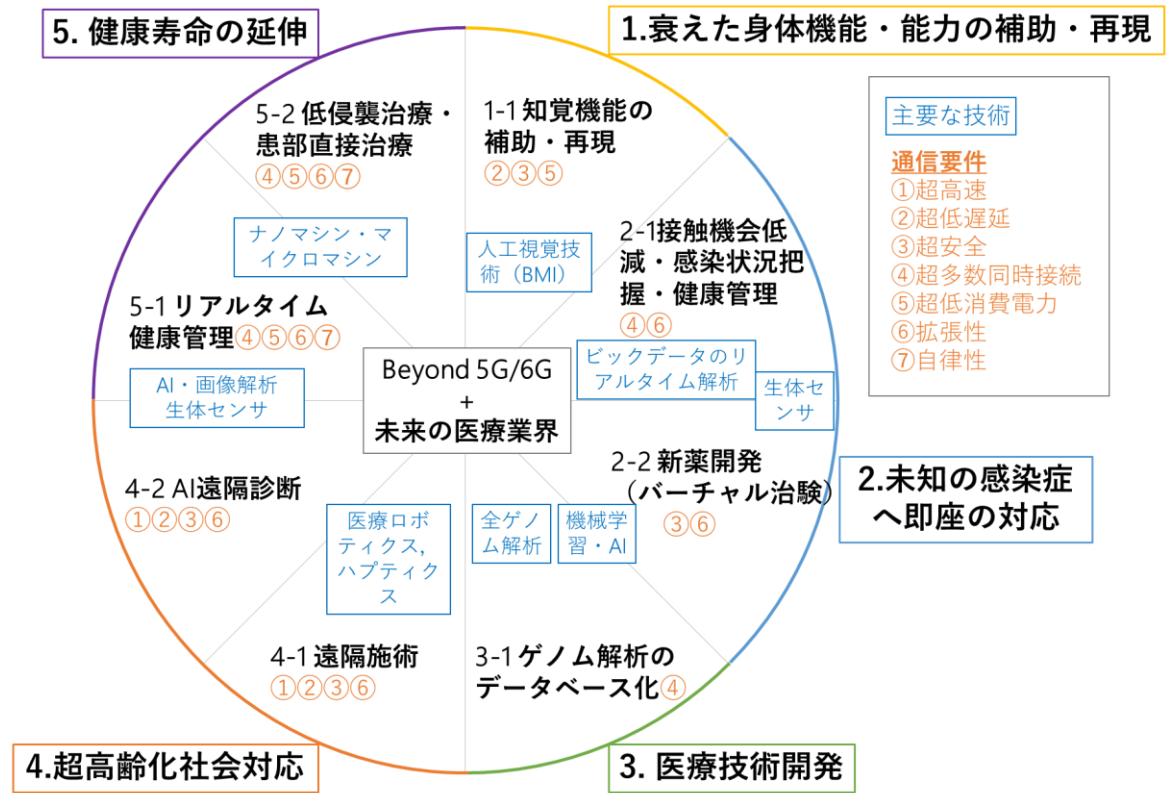 5. 健康寿命の延伸
1.衰えた身体機能・能力の補助・再現
主要な技術
通信要件
①超高速
②超低遅延
③超安全
④超多数同時接続
⑤超低消費電力
⑥拡張性
⑦自律性
5-2 低侵襲治療・
患部直接治療
④⑤⑥⑦
ナノマシン・マ
イクロマシン
1-1 知覚機能の
補助・再現
②③⑤
人工視覚技
術（BMI）
2-1接触機会低
減・感染状況把
握・健康管理
④⑥
ビックデータのリ
アルタイム解析
生体セ
ンサ
5-1 リアルタイム
健康管理④⑤⑥⑦
AI・画像解析
生体センサ
Beyond 5G/6G
+
未来の医療業界
4-2 AI遠隔診断
①②③⑥
医療ロボ
ティクス,
ハプティク
ス
全ゲノ
ム解析
機械学
習・AI
2-2 新薬開発
（バーチャル治験）
③⑥
2.未知の感染症
へ即座の対応
4-1 遠隔施術
①②③⑥
3-1ゲノム解析の
データベース化④
4.超高齢化社会対応
3. 医療技術開発